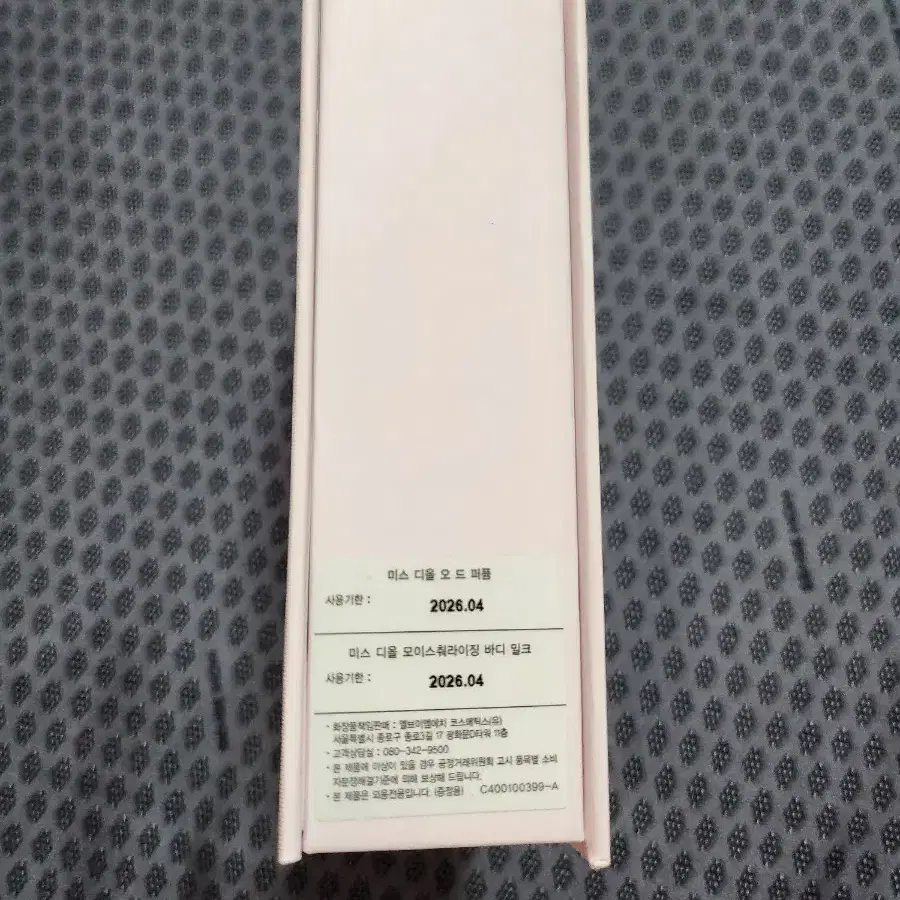 미스 디올 오 드 퍼퓸
사용기한 : 2026.04
미스 디올 모이스춰라이징 바디 밀크
사용기한 : 2026.04
· 화장품책임판매 : 엘브이엠에치 코스메틱스(유)
서울특별시 종로구 종로3길 17 광화문D타워 11층
· 고객상담실 : 080-342-9500
· 본 제품에 이상이 있을 경우 공정거래위원회 고시 품목별 소비
자분쟁해결기준에 의해 보상해 드립니다.
· 본 제품은 외용전용입니다. (증정용) C400100399-A